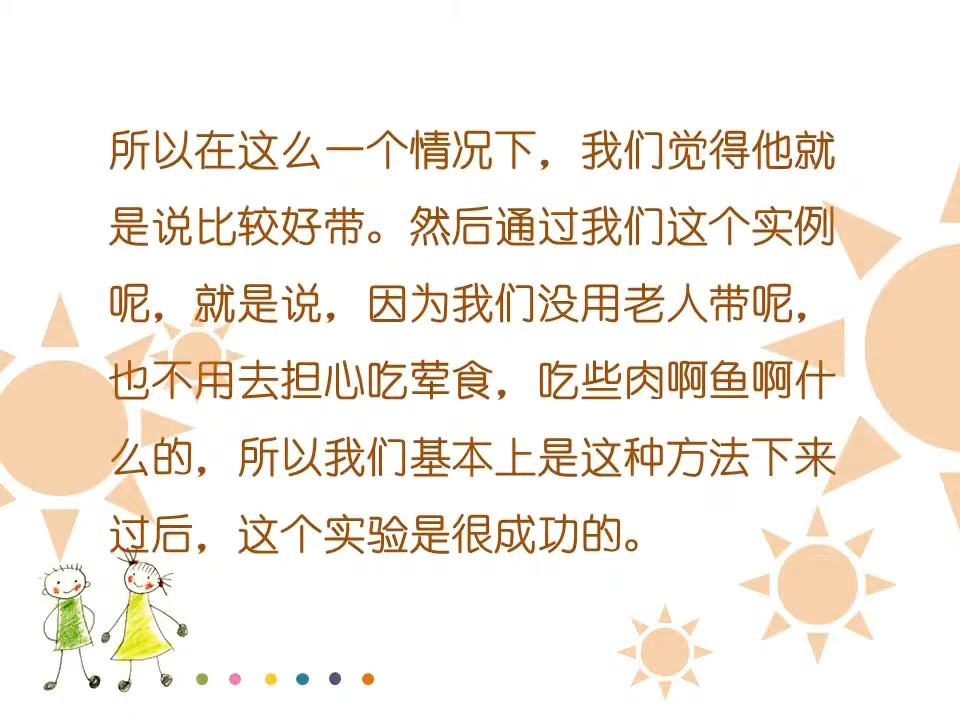 所以在这么一个情况下，我们觉得他就
是说比较好带。然后通过我们这个实例
呢，就是说，因为我们没用老人带呢，
也不用去担心吃荤食，吃些肉啊鱼啊什
么的，所以我们基本上是这种方法下来
过后，这个实验是很成功的。